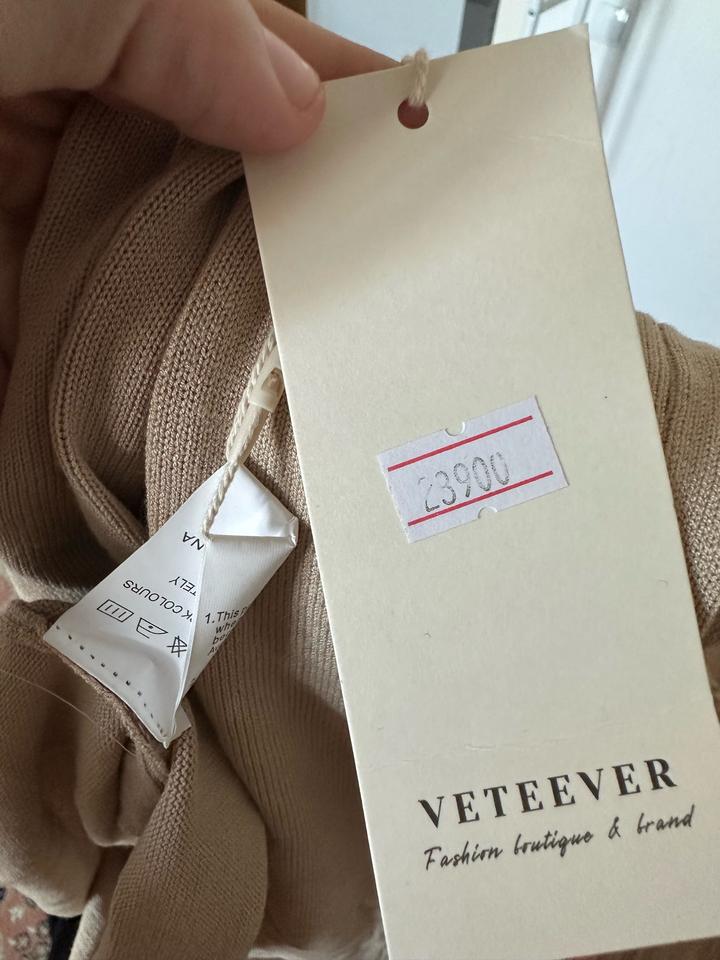 23900
VETEEVER
Fashion boutique & brand
NA
TELY
K COLOURS
1.This